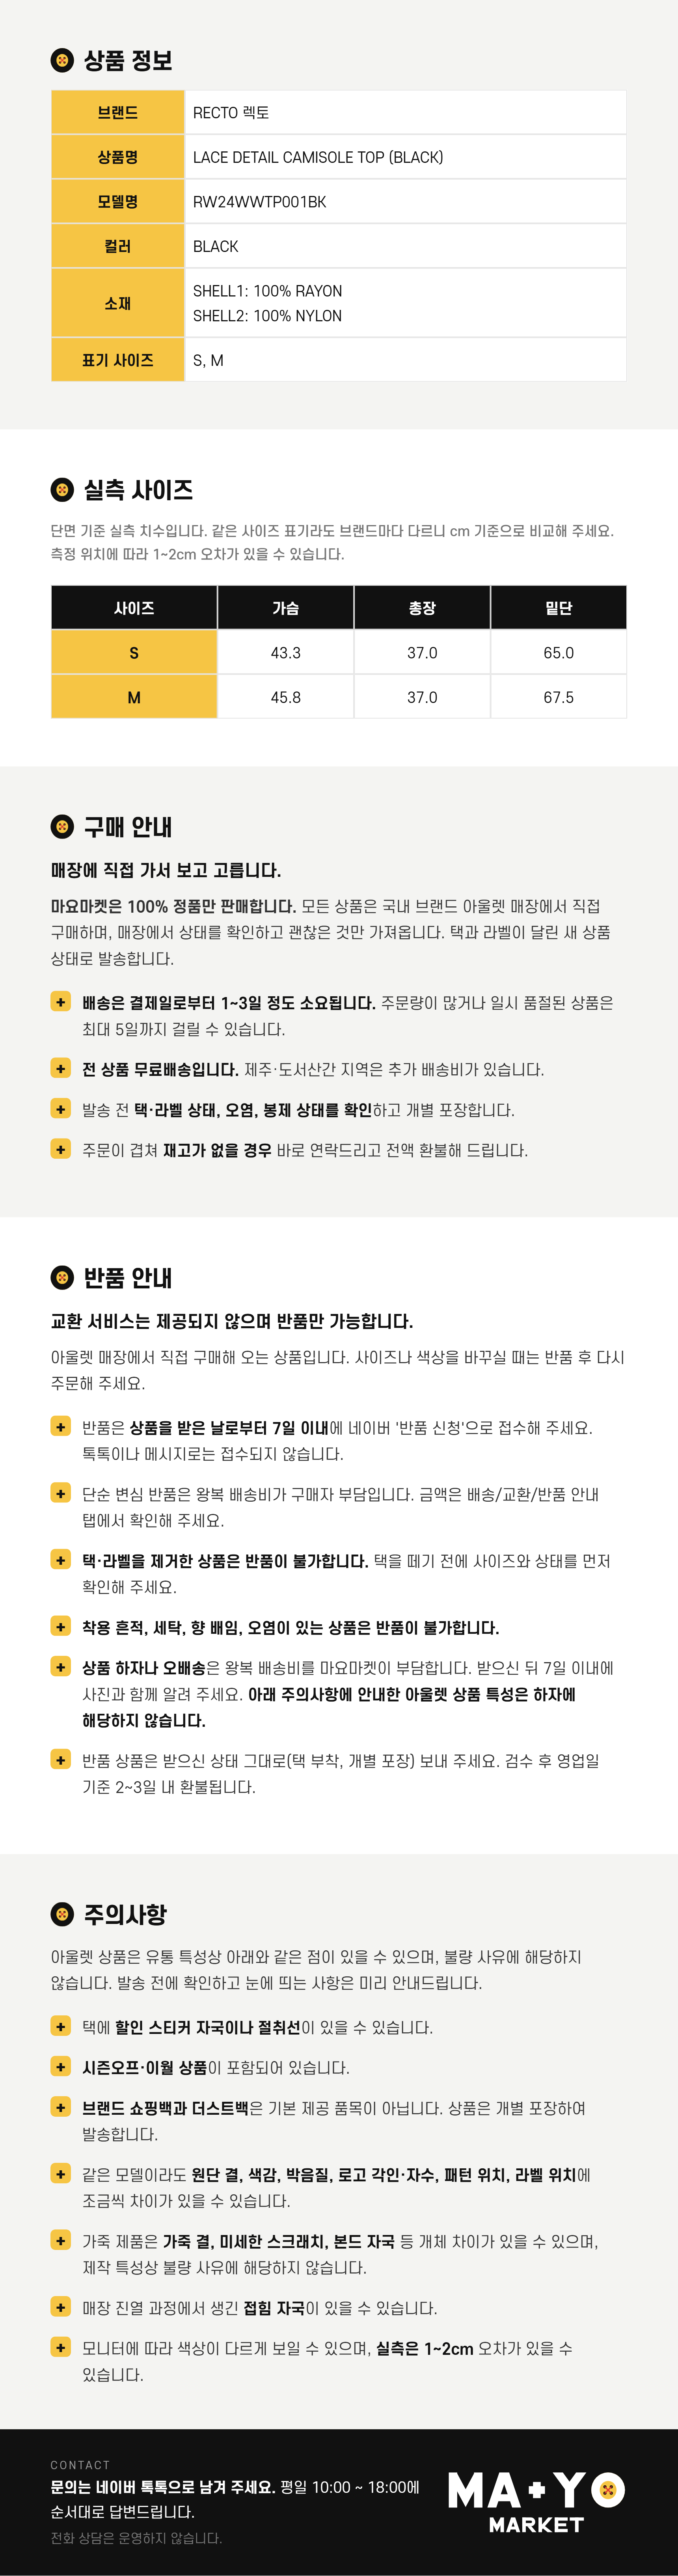 상품 정보
브랜드 RECTO 렉토
상품명 LACE DETAIL CAMISOLE TOP (BLACK)
모델명 RW24WWTP001BK
컬러 BLACK
소재 SHELL1: 100% RAYON
SHELL2: 100% NYLON
표기 사이즈 S, M
실측 사이즈
단면 기준 실측 치수입니다. 같은 사이즈 표기라도 브랜드마다 다르니 cm 기준으로 비교해 주세요.
측정 위치에 따라 1~2cm 오차가 있을 수 있습니다.
사이즈 가슴 총장 밑단
S 43.3 37.0 65.0
M 45.8 37.0 67.5
구매 안내
매장에 직접 가서 보고 고릅니다.
마요마켓은 100% 정품만 판매합니다. 모든 상품은 국내 브랜드 아울렛 매장에서 직접
구매하며, 매장에서 상태를 확인하고 괜찮은 것만 가져옵니다. 택과 라벨이 달린 새 상품
상태로 발송합니다.
+ 배송은 결제일로부터 1~3일 정도 소요됩니다. 주문량이 많거나 일시 품절된 상품은
최대 5일까지 걸릴 수 있습니다.
+ 전 상품 무료배송입니다. 제주·도서산간 지역은 추가 배송비가 있습니다.
+ 발송 전 택·라벨 상태, 오염, 봉제 상태를 확인하고 개별 포장합니다.
+ 주문이 겹쳐 재고가 없을 경우 바로 연락드리고 전액 환불해 드립니다.
반품 안내
교환 서비스는 제공되지 않으며 반품만 가능합니다.
아울렛 매장에서 직접 구매해 오는 상품입니다. 사이즈나 색상을 바꾸실 때는 반품 후 다시
주문해 주세요.
+ 반품은 상품을 받은 날로부터 7일 이내에 네이버 '반품 신청'으로 접수해 주세요.
톡톡이나 메시지로는 접수되지 않습니다.
+ 단순 변심 반품은 왕복 배송비가 구매자 부담입니다. 금액은 배송/교환/반품 안내
탭에서 확인해 주세요.
+ 택·라벨을 제거한 상품은 반품이 불가합니다. 택을 떼기 전에 사이즈와 상태를 먼저
확인해 주세요.
+ 착용 흔적, 세탁, 향 배임, 오염이 있는 상품은 반품이 불가합니다.
+ 상품 하자나 오배송은 왕복 배송비를 마요마켓이 부담합니다. 받으신 뒤 7일 이내에
사진과 함께 알려 주세요. 아래 주의사항에 안내한 아울렛 상품 특성은 하자에
해당하지 않습니다.
+ 반품 상품은 받으신 상태 그대로(택 부착, 개별 포장) 보내 주세요. 검수 후 영업일
기준 2~3일 내 환불됩니다.
주의사항
아울렛 상품은 유통 특성상 아래와 같은 점이 있을 수 있으며, 불량 사유에 해당하지
않습니다. 발송 전에 확인하고 눈에 띄는 사항은 미리 안내드립니다.
+ 택에 할인 스티커 자국이나 절취선이 있을 수 있습니다.
+ 시즌오프·이월 상품이 포함되어 있습니다.
+ 브랜드 쇼핑백과 더스트백은 기본 제공 품목이 아닙니다. 상품은 개별 포장하여
발송합니다.
+ 같은 모델이라도 원단 결, 색감, 박음질, 로고 각인·자수, 패턴 위치, 라벨 위치에
조금씩 차이가 있을 수 있습니다.
+ 가죽 제품은 가죽 결, 미세한 스크래치, 본드 자국 등 개체 차이가 있을 수 있으며,
제작 특성상 불량 사유에 해당하지 않습니다.
+ 매장 진열 과정에서 생긴 접힘 자국이 있을 수 있습니다.
+ 모니터에 따라 색상이 다르게 보일 수 있으며, 실측은 1~2cm 오차가 있을 수
있습니다.
CONTACT
문의는 네이버 톡톡으로 남겨 주세요. 평일 10:00 ~ 18:00에
순서대로 답변드립니다.
전화 상담은 운영하지 않습니다.
MA+YO
MARKET